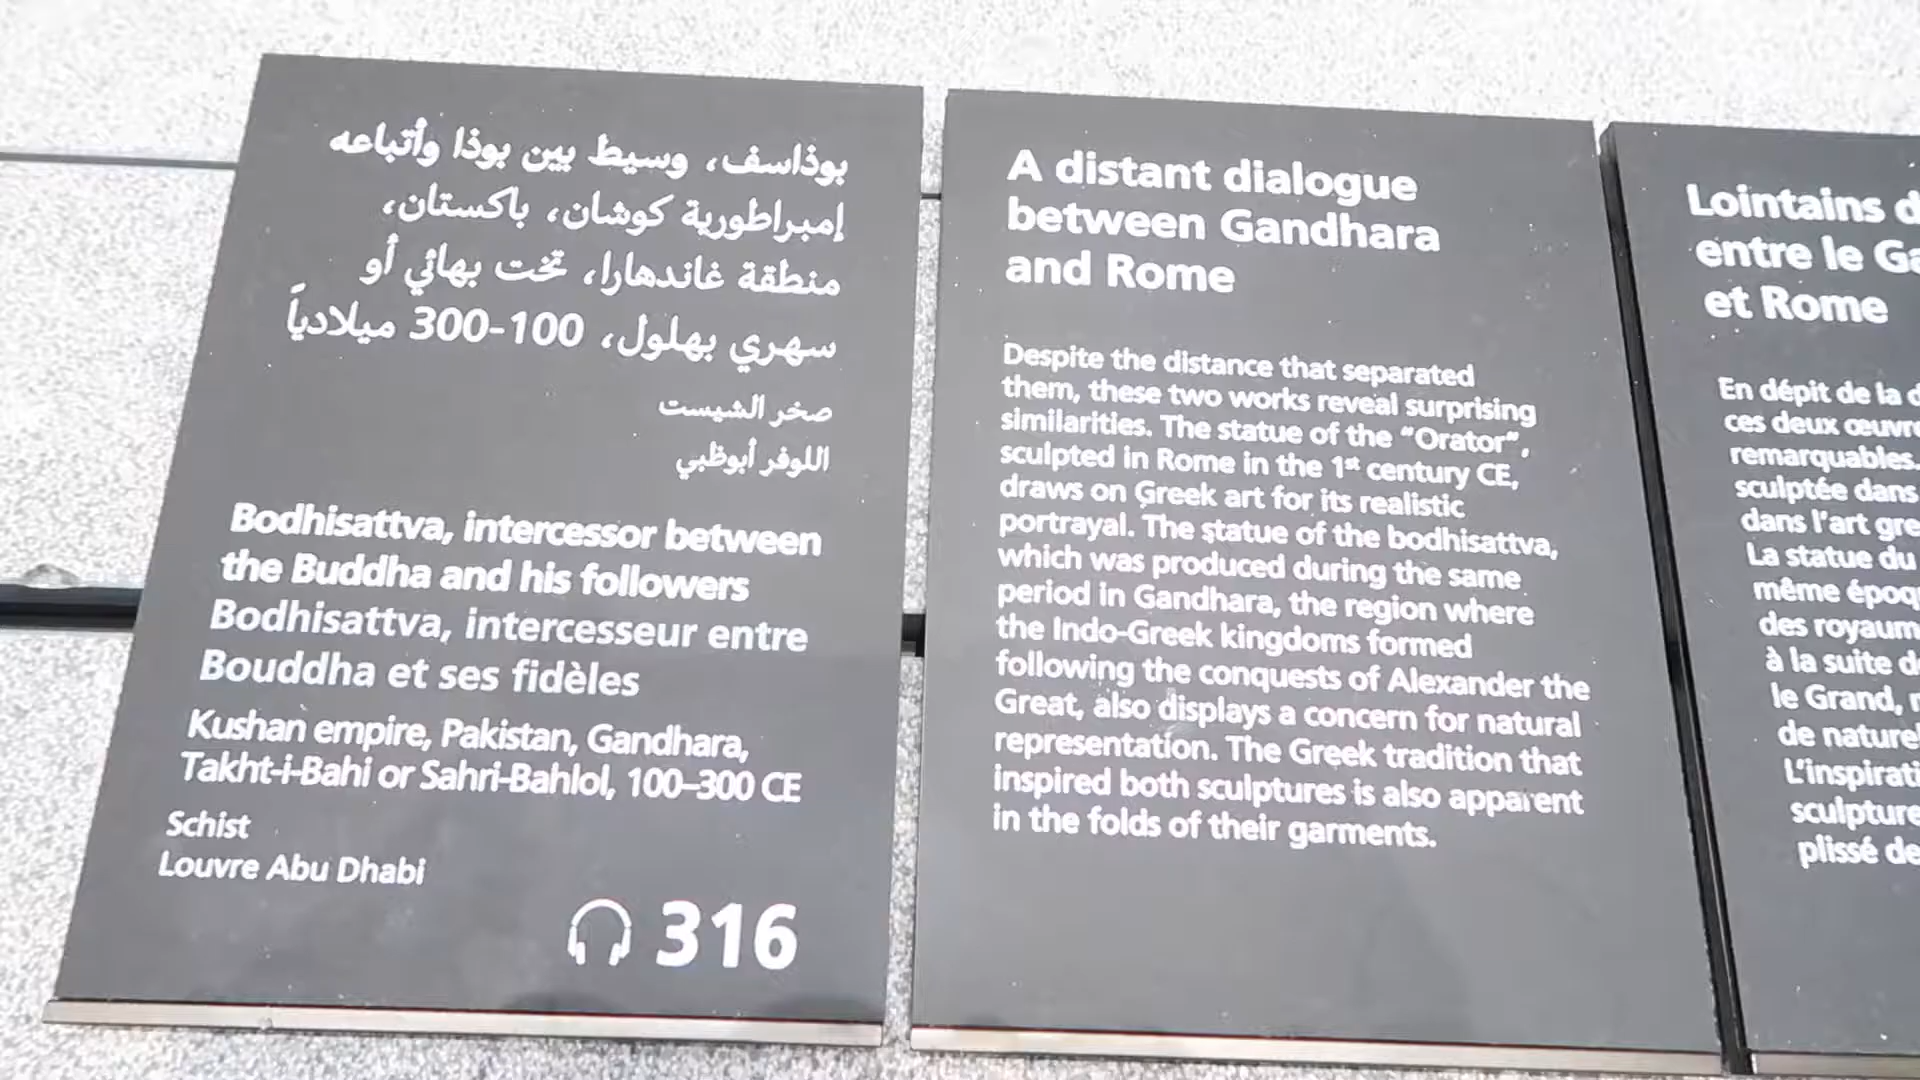 بوذاسف، وسيط بين بوذا وأتباعه
إمبراطورية كوشان، باكستان،
منطقة غاندهارا، تخت بهائي أو
سهري بهلول، 100-300 ميلادياً
صخر الشيست
اللوفر أبوظبي
Bodhisattva, intercessor between
the Buddha and his followers
Bodhisattva, intercesseur entre
Bouddha et ses fidèles
Kushan empire, Pakistan, Gandhara,
Takht-i-Bahi or Sahri-Bahlol, 100–300 CE
Schist
Louvre Abu Dhabi
316
A distant dialogue
between Gandhara
and Rome
Despite the distance that separated
them, these two works reveal surprising
similarities. The statue of the “Orator”,
sculpted in Rome in the 1st century CE,
draws on Greek art for its realistic
portrayal. The statue of the bodhisattva,
which was produced during the same
period in Gandhara, the region where
the Indo-Greek kingdoms formed
following the conquests of Alexander the
Great, also displays a concern for natural
representation. The Greek tradition that
inspired both sculptures is also apparent
in the folds of their garments.
Lointains
entre le
et Rome
En dépit de la
ces deux
remarquables.
sculptée dans
dans l’art
La statue du
même
des
à la suite
le Grand,
de

plissé